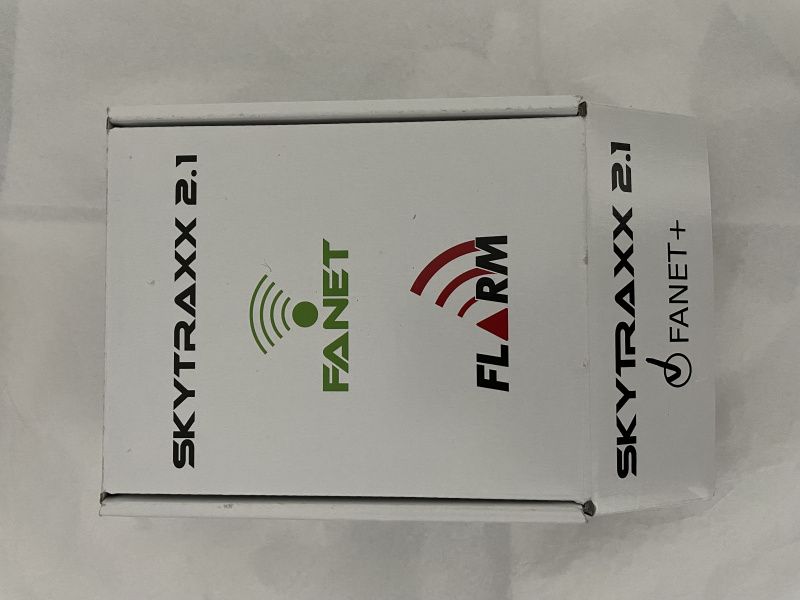 SKYTRAXX 2.1
FANET
FLARM
SKYTRAXX 2.1
FANET+